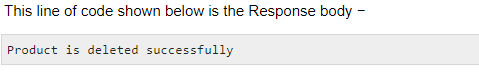 This line of code shown below is the Response body −
Product is deleted successfully